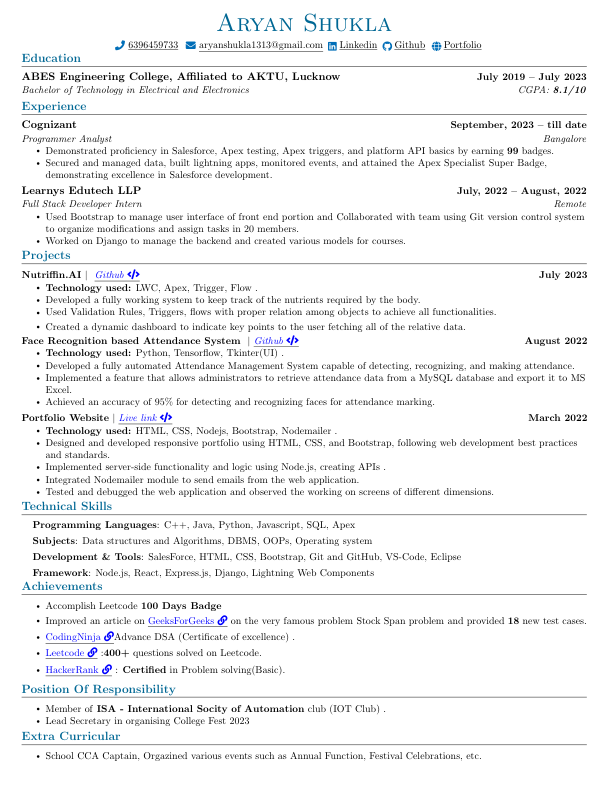 Aryan Shukla
6396459733 aryanshukla1313@gmail.com Linkedin Github Portfolio
Education
ABES Engineering College, Affiliated to AKTU, Lucknow July 2019 – July 2023
Bachelor of Technology in Electrical and Electronics CGPA: 8.1/10
Experience
Cognizant September, 2023 – till date
Programmer Analyst Bangalore
• Demonstrated proficiency in Salesforce, Apex testing, Apex triggers, and platform API basics by earning 99 badges.
• Secured and managed data, built lightning apps, monitored events, and attained the Apex Specialist Super Badge,
demonstrating excellence in Salesforce development.
Learnys Edutech LLP July, 2022 – August, 2022
Full Stack Developer Intern Remote
• Used Bootstrap to manage user interface of front end portion and Collaborated with team using Git version control system
to organize modifications and assign tasks in 20 members.
• Worked on Django to manage the backend and created various models for courses.
Projects
Nutriffin.AI | Github July 2023
• Technology used: LWC, Apex, Trigger, Flow .
• Developed a fully working system to keep track of the nutrients required by the body.
• Used Validation Rules, Triggers, flows with proper relation among objects to achieve all functionalities.
• Created a dynamic dashboard to indicate key points to the user fetching all of the relative data.
Face Recognition based Attendance System | Github August 2022
• Technology used: Python, Tensorflow, Tkinter(UI) .
• Developed a fully automated Attendance Management System capable of detecting, recognizing, and making attendance.
• Implemented a feature that allows administrators to retrieve attendance data from a MySQL database and export it to MS
Excel.
• Achieved an accuracy of 95% for detecting and recognizing faces for attendance marking.
Portfolio Website | Live link March 2022
• Technology used: HTML, CSS, Nodejs, Bootstrap, Nodemailer .
• Designed and developed responsive portfolio using HTML, CSS, and Bootstrap, following web development best practices
and standards.
• Implemented server-side functionality and logic using Node.js, creating APIs .
• Integrated Nodemailer module to send emails from the web application.
• Tested and debugged the web application and observed the working on screens of different dimensions.
Technical Skills
Programming Languages: C++, Java, Python, Javascript, SQL, Apex
Subjects: Data structures and Algorithms, DBMS, OOPs, Operating system
Development & Tools: SalesForce, HTML, CSS, Bootstrap, Git and GitHub, VS-Code, Eclipse
Framework: Node.js, React, Express.js, Django, Lightning Web Components
Achievements
• Accomplish Leetcode 100 Days Badge
• Improved an article on GeeksForGeeks on the very famous problem Stock Span problem and provided 18 new test cases.
• CodingNinja Advance DSA (Certificate of excellence) .
• Leetcode :400+ questions solved on Leetcode.
• HackerRank : Certified in Problem solving(Basic).
Position Of Responsibility
• Member of ISA - International Socity of Automation club (IOT Club) .
• Lead Secretary in organising College Fest 2023
Extra Curricular
• School CCA Captain, Orgazined various events such as Annual Function, Festival Celebrations, etc.